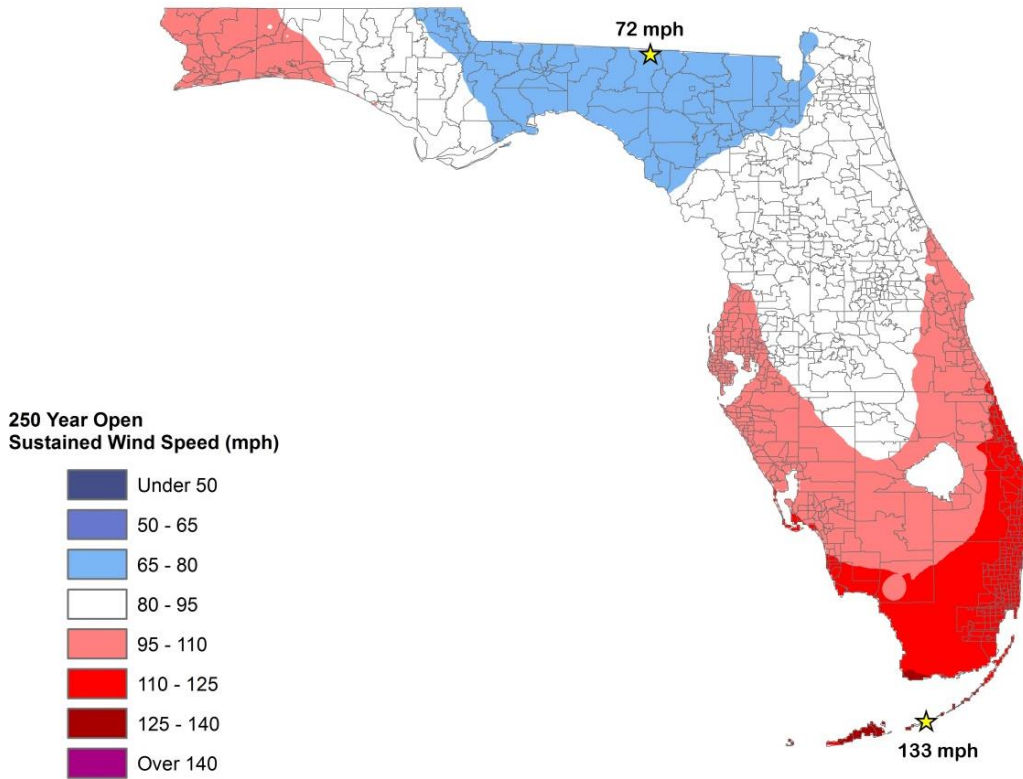 72 mph
250 Year Open
Sustained Wind Speed (mph)
Under 50
50 - 65
65 - 80
80 - 95
95 - 110
110 - 125
125 - 140
Over 140
133 mph